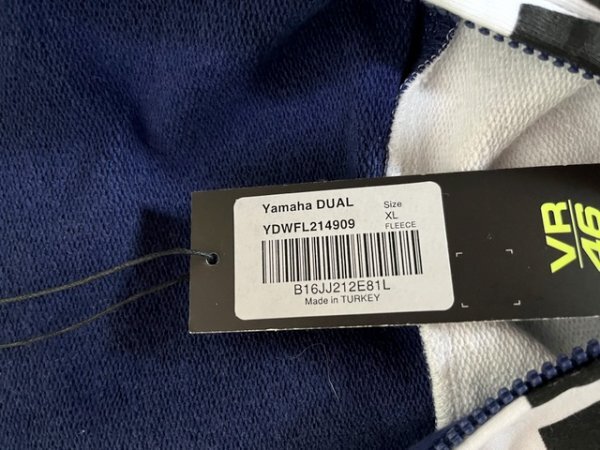 Yamaha DUAL
Size
YDWFL214909
XL
FLEECE
B16JJ212E81L
Made in TURKEY
VR
46